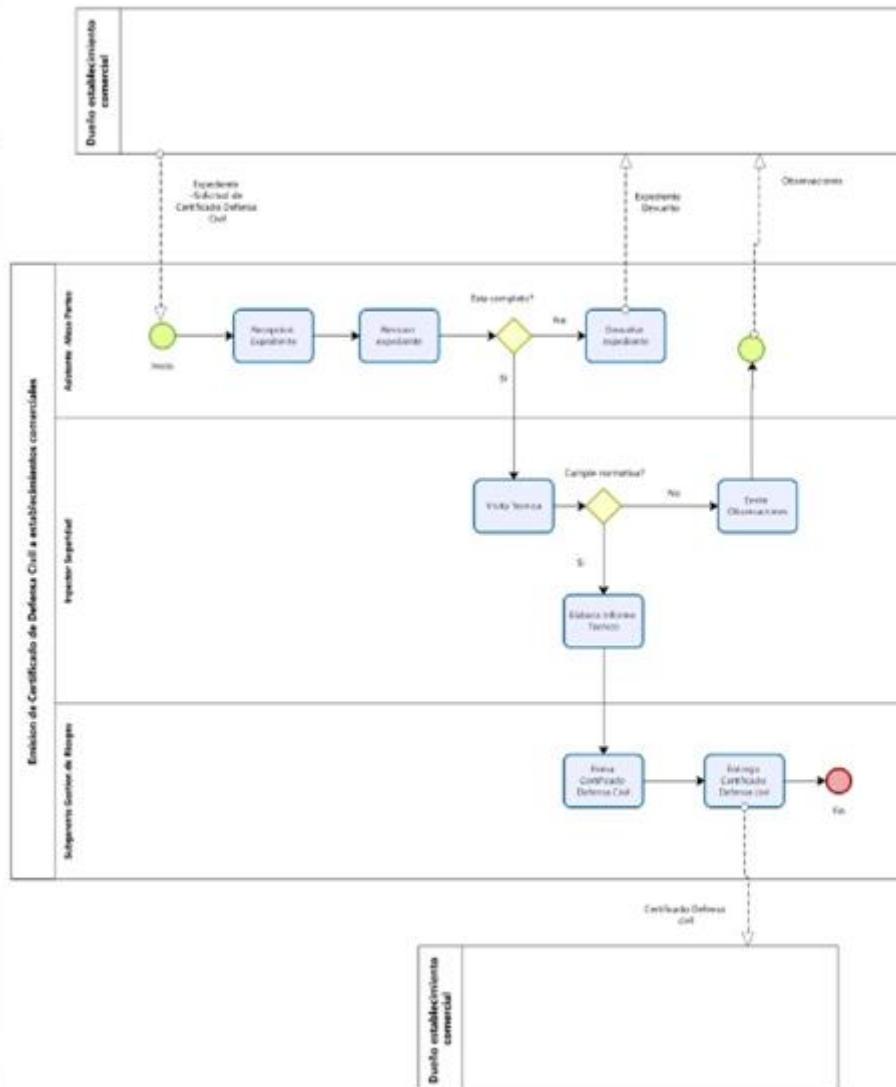 Dueño establecimiento
comercial
Expediente
-Solicitud de
Certificado Defensa
Civil
Expediente
Devuelto
Observaciones
Emision de Certificado de Defensa Civil a establecimientos comerciales
Asistente -Mesa Partes
Inicio
Recepcion
Expediente
Revision
expediente
Esta completo?
No
Devuelve
expediente
Si
Inspector Seguridad
Visita Tecnica
Cumple normativa?
No
Emite
Observaciones
Si
Elabora Informe
Tecnico
Subgerente Gestion de Riesgos
Firma
Certificado
Defensa Civil
Entrega
Certificado
Defensa civil
Fin
Certificado Defensa
civil
Dueño establecimiento
comercial